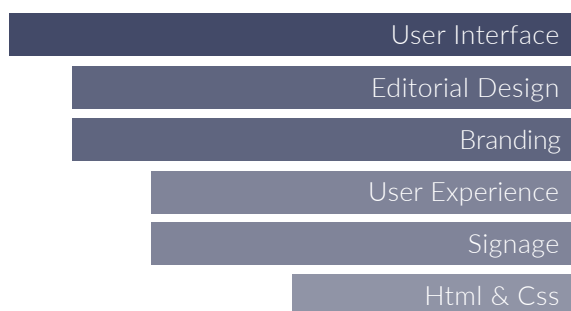 User Interface
Editorial Design
Branding
User Experience
Signage
Html & Css